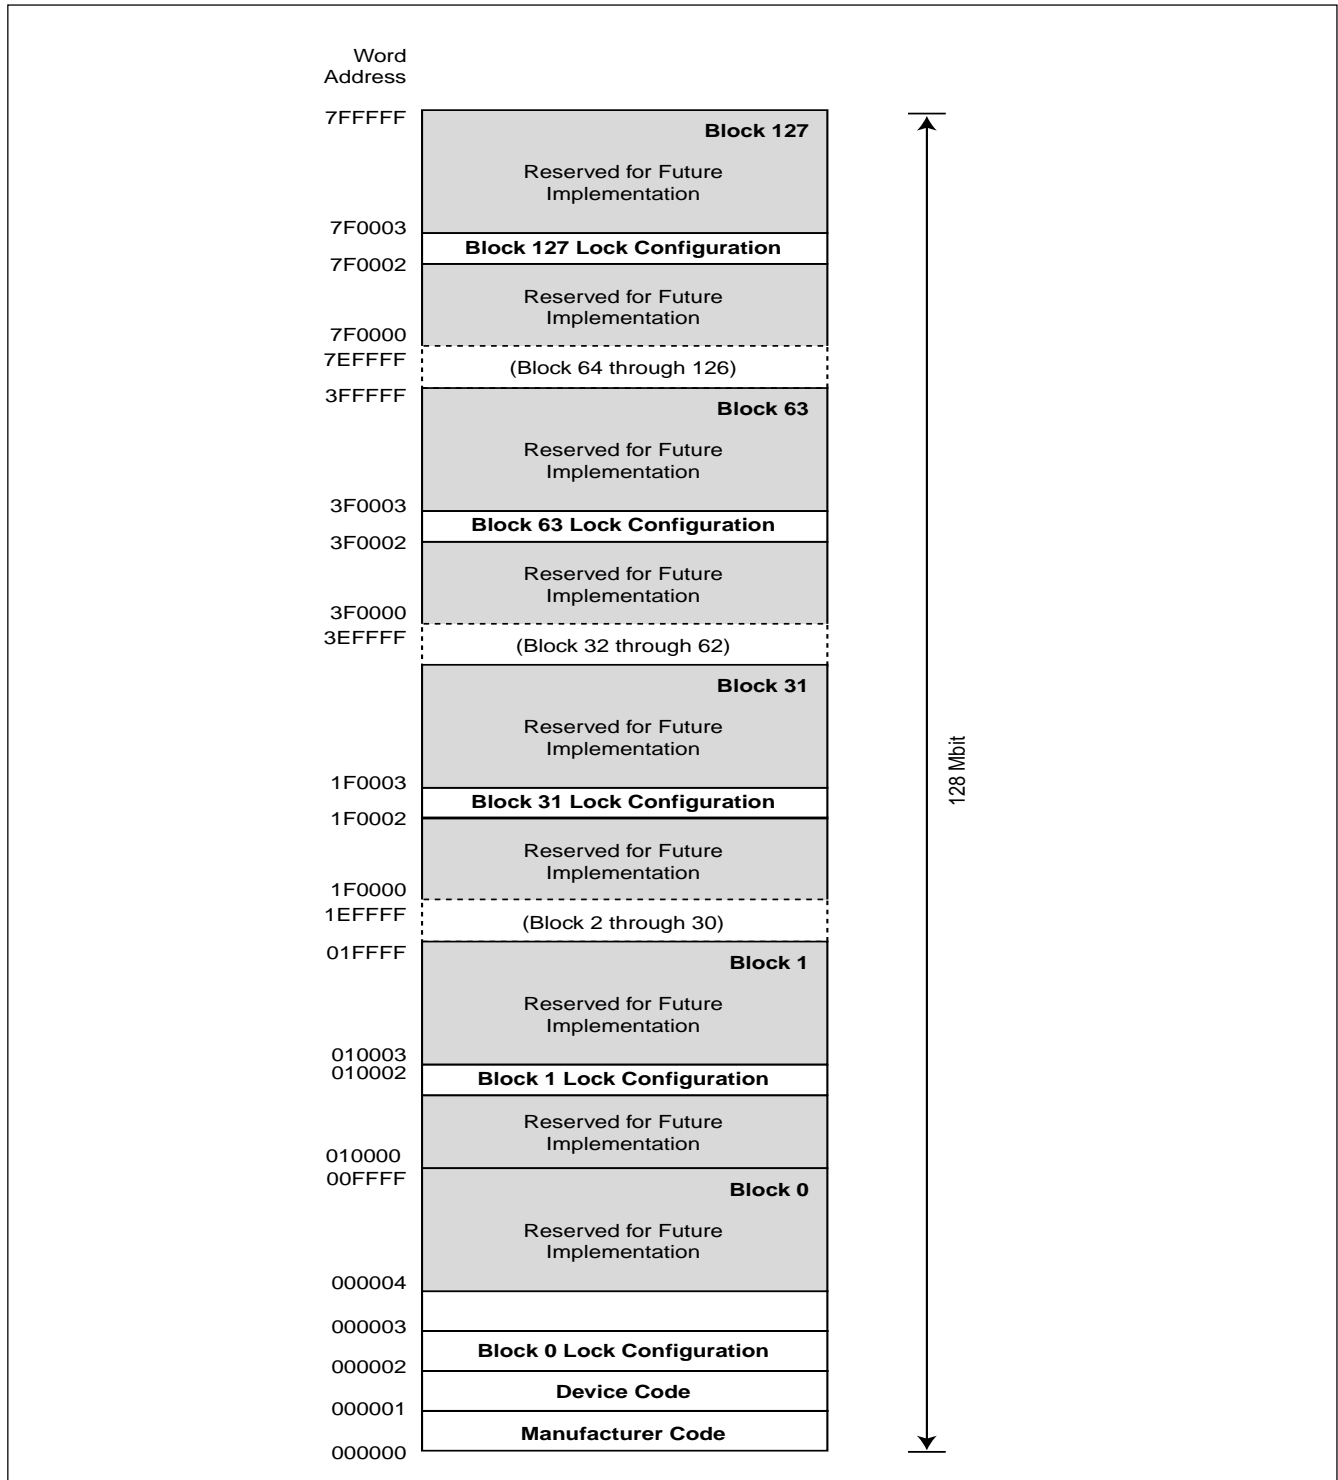 Word
Address
7FFFFF
Block 127
Reserved for Future
Implementation
7F0003
Block 127 Lock Configuration
7F0002
Reserved for Future
Implementation
7F0000
7EFFFF
(Block 64 through 126)
3FFFFF
Block 63
Reserved for Future
Implementation
3F0003
Block 63 Lock Configuration
3F0002
Reserved for Future
Implementation
3F0000
3EFFFF
(Block 32 through 62)
Block 31
Reserved for Future
Implementation
1F0003
Block 31 Lock Configuration
1F0002
Reserved for Future
Implementation
1F0000
1EFFFF
(Block 2 through 30)
01FFFF
Block 1
Reserved for Future
Implementation
010003
010002
Block 1 Lock Configuration
Reserved for Future
Implementation
010000
00FFFF
Block 0
Reserved for Future
Implementation
000004
000003
Block 0 Lock Configuration
000002
Device Code
000001
Manufacturer Code
000000
128 Mbit